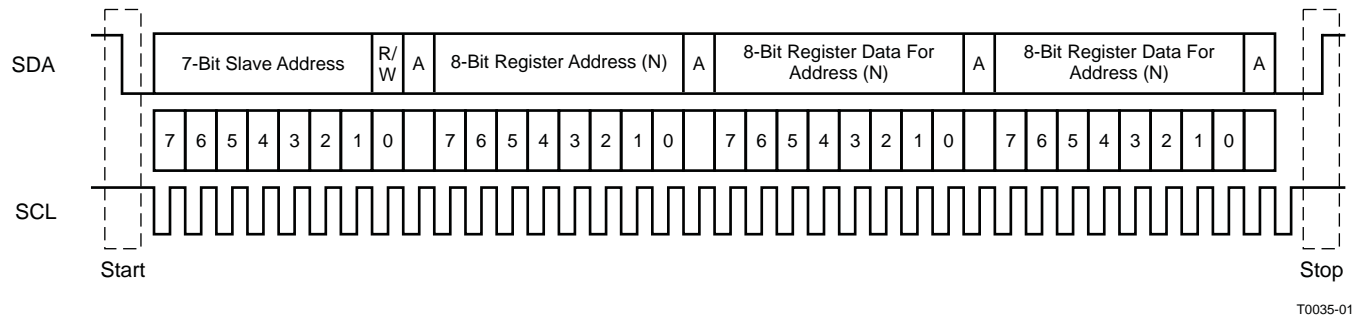 SDA
7-Bit Slave Address
R/
W
A
8-Bit Register Address (N)
A
8-Bit Register Data For
Address (N)
A
8-Bit Register Data For
Address (N)
A
7 6 5 4 3 2 1 0 7 6 5 4 3 2 1 0 7 6 5 4 3 2 1 0 7 6 5 4 3 2 1 0
SCL
Start
Stop
T0035-01